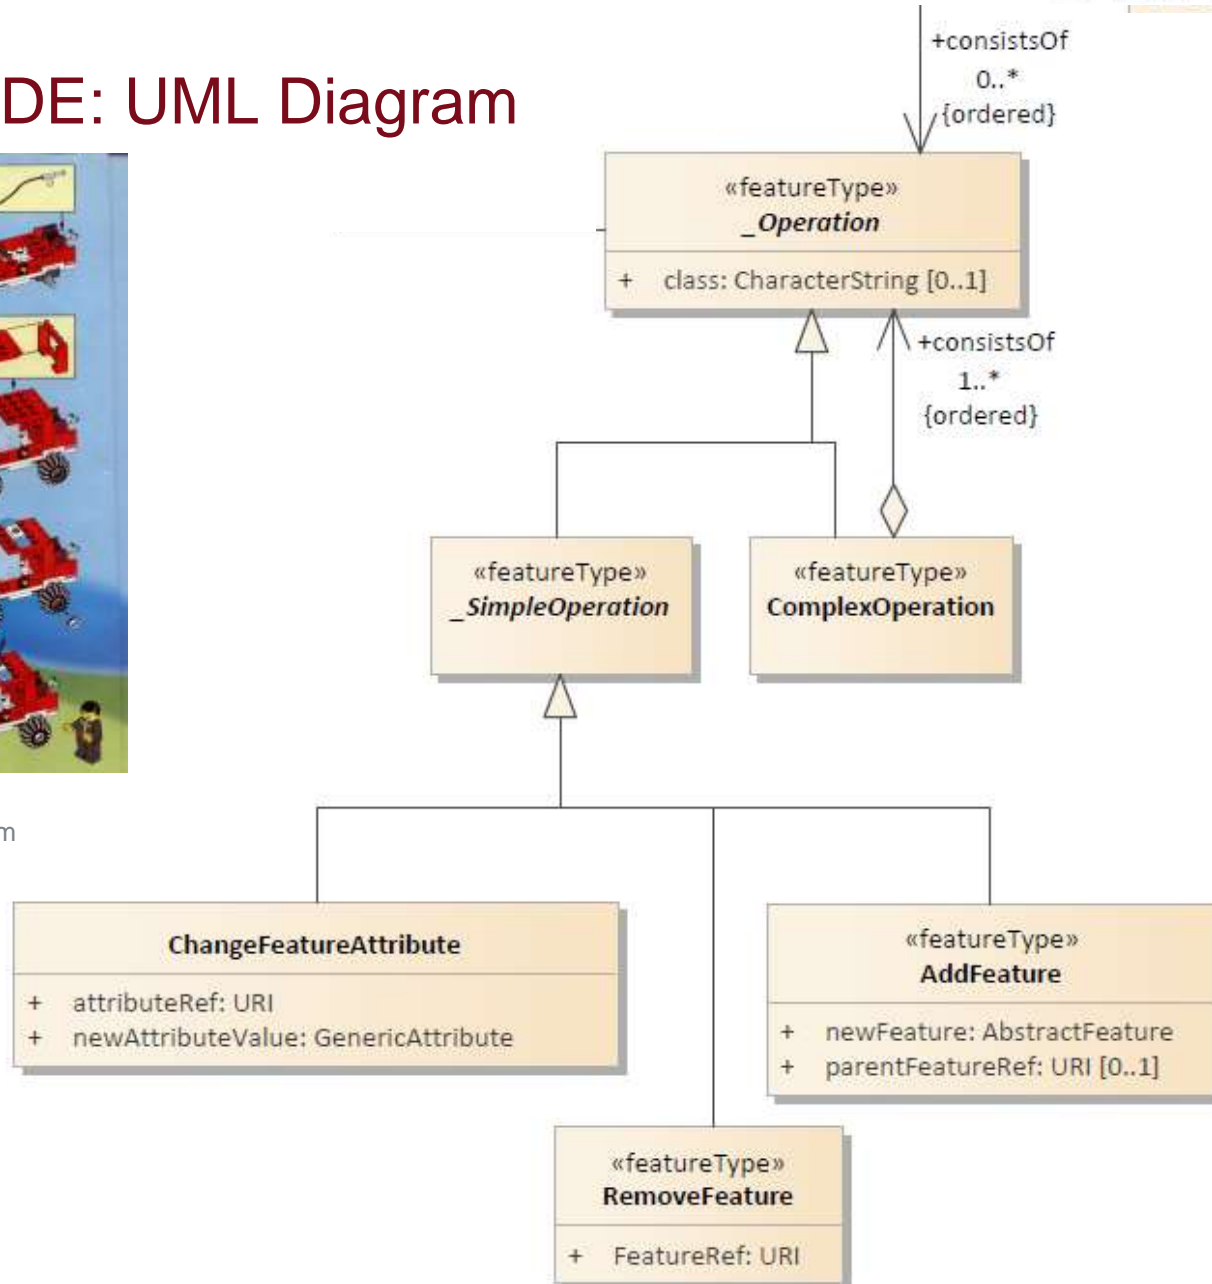 DE: UML Diagram
+consistsOf
0..*
{ordered}
«featureType»
_Operation
+ class: CharacterString [0..1]
+consistsOf
1..*
{ordered}
«featureType»
_SimpleOperation
«featureType»
ComplexOperation
m
ChangeFeatureAttribute
+ attributeRef: URI
+ newAttributeValue: GenericAttribute
«featureType»
AddFeature
+ newFeature: AbstractFeature
+ parentFeatureRef: URI [0..1]
«featureType»
RemoveFeature
+ FeatureRef: URI